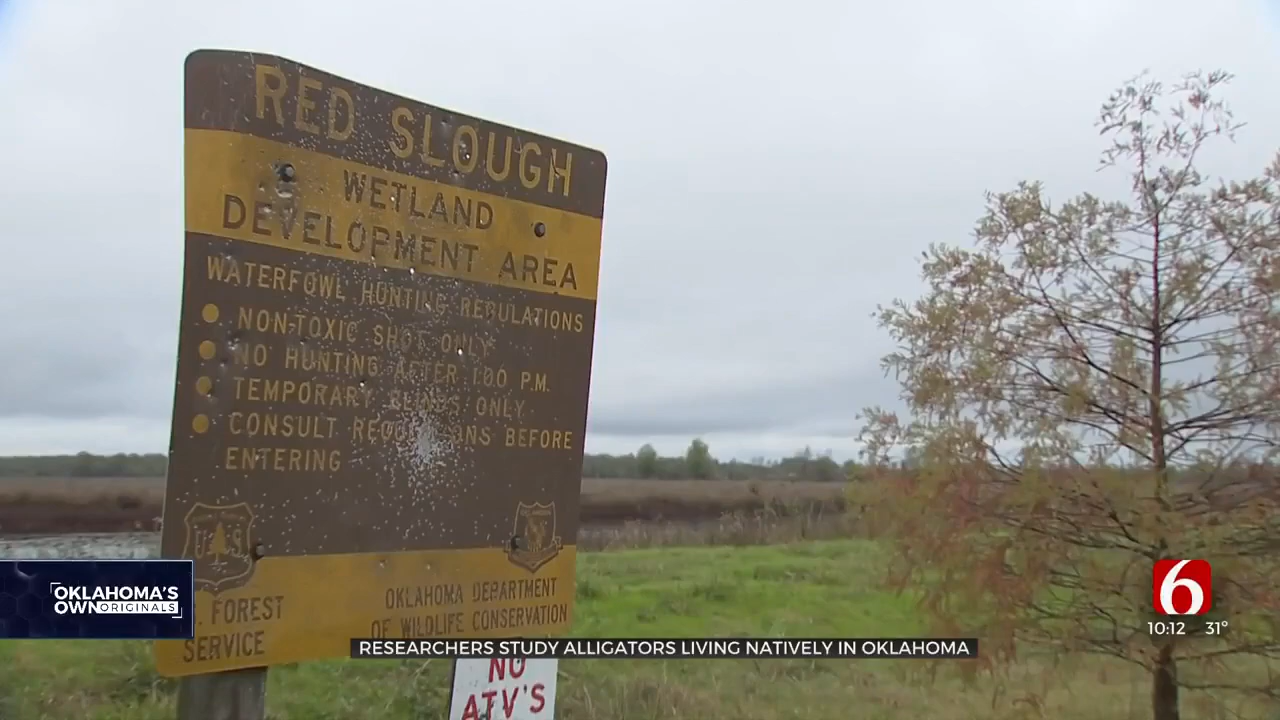 RED SLOUGH
WETLAND
DEVELOPMENT AREA
WATERFOWL HUNTING REGULATIONS
NON-TOXIC SHOT ONLY
NO HUNTING AFTER 1:00 P.M.
TEMPORARY BLINDS ONLY
CONSULT REGULATIONS BEFORE
ENTERING
U S
FOREST
SERVICE
OKLAHOMA DEPARTMENT
OF WILDLIFE CONSERVATION
NO
ATV'S
OKLAHOMA'S
OWN ORIGINALS
RESEARCHERS STUDY ALLIGATORS LIVING NATIVELY IN OKLAHOMA
6
10:12 31°